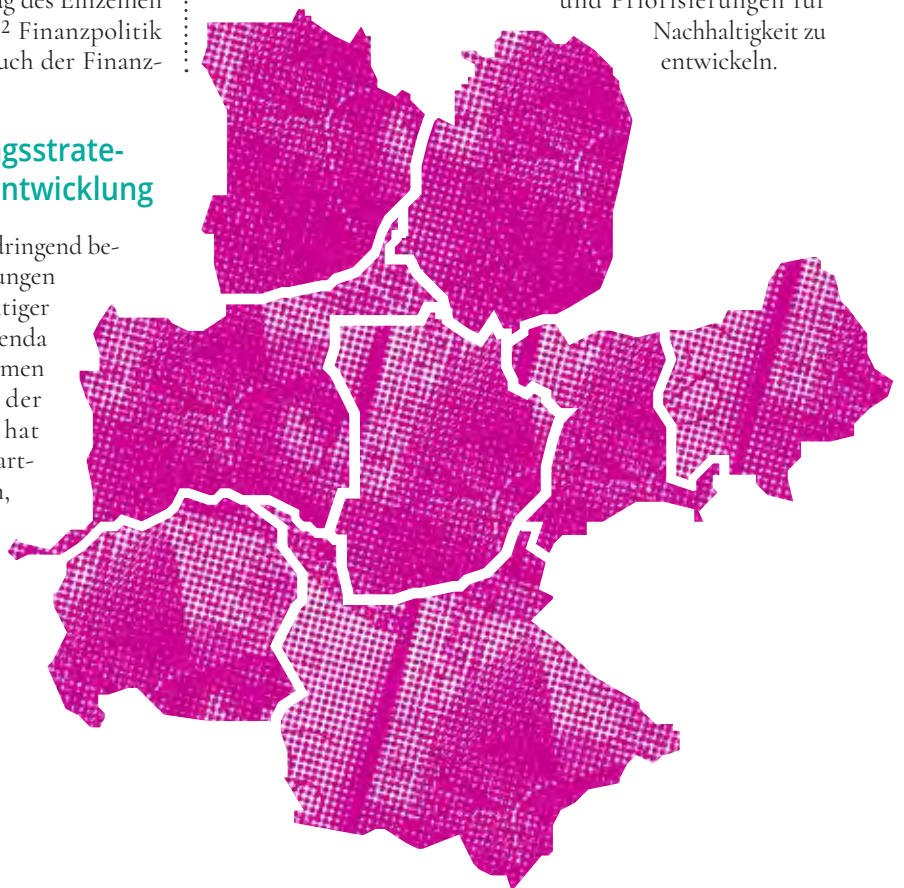 des Einzelnen
² Finanzpolitik
uch der Finanz-
gsstrate-
ntwicklung
dringend be-
ungen
tiger
enda
men
der
hat
art-
n,
und Priorisierungen für
Nachhaltigkeit zu
entwickeln.